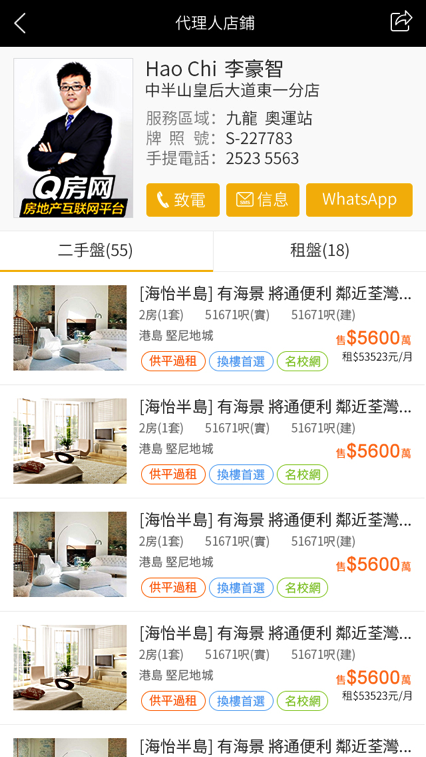 代理人店鋪
Hao Chi 李豪智
中半山皇后大道東一分店
服務區域： 九龍 奧運站
牌 照 號： S-227783
手提電話： 2523 5563
Q房网
房地产互联网平台
致電 信息 WhatsApp
二手盤(55) 租盤(18)
[海怡半島] 有海景 將通便利 鄰近荃灣...
2房(1套) 51671呎(實) 51671呎(建)
港島 堅尼地城 售$5600萬
租$53523元/月
供平過租 換樓首選 名校網
[海怡半島] 有海景 將通便利 鄰近荃灣...
2房(1套) 51671呎(實) 51671呎(建)
港島 堅尼地城 售$5600萬
供平過租 換樓首選 名校網
[海怡半島] 有海景 將通便利 鄰近荃灣...
2房(1套) 51671呎(實) 51671呎(建)
港島 堅尼地城 售$5600萬
供平過租 換樓首選 名校網
[海怡半島] 有海景 將通便利 鄰近荃灣...
2房(1套) 51671呎(實) 51671呎(建)
港島 堅尼地城 售$5600萬
租$53523元/月
供平過租 換樓首選 名校網
[海怡半島] 有海景 將通便利 鄰近荃灣...